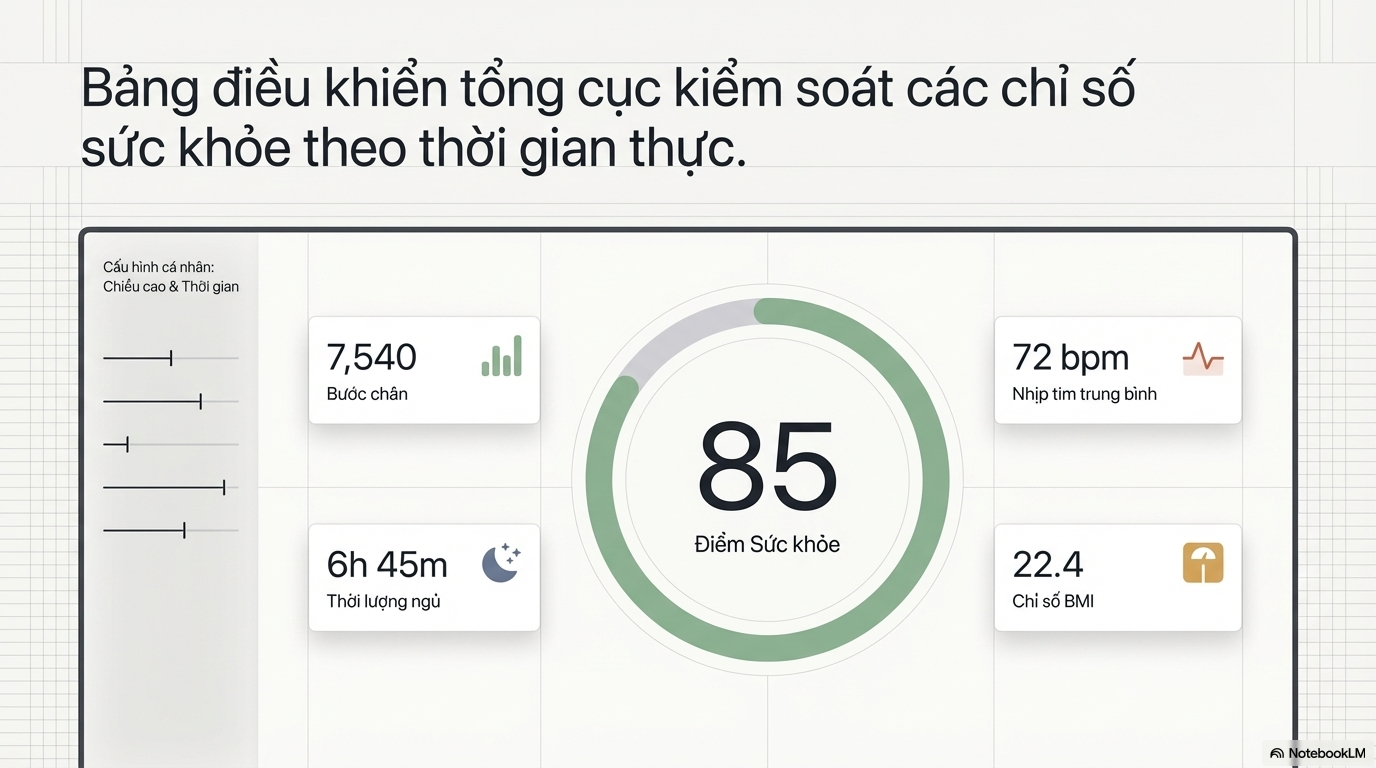 Bảng điều khiển tổng cục kiểm soát các chỉ số
sức khỏe theo thời gian thực.
Cấu hình cá nhân:
Chiều cao & Thời gian
7,540
Bước chân
6h 45m
Thời lượng ngủ
85
Điểm Sức khỏe
72 bpm
Nhịp tim trung bình
22.4
Chỉ số BMI
NotebookLM